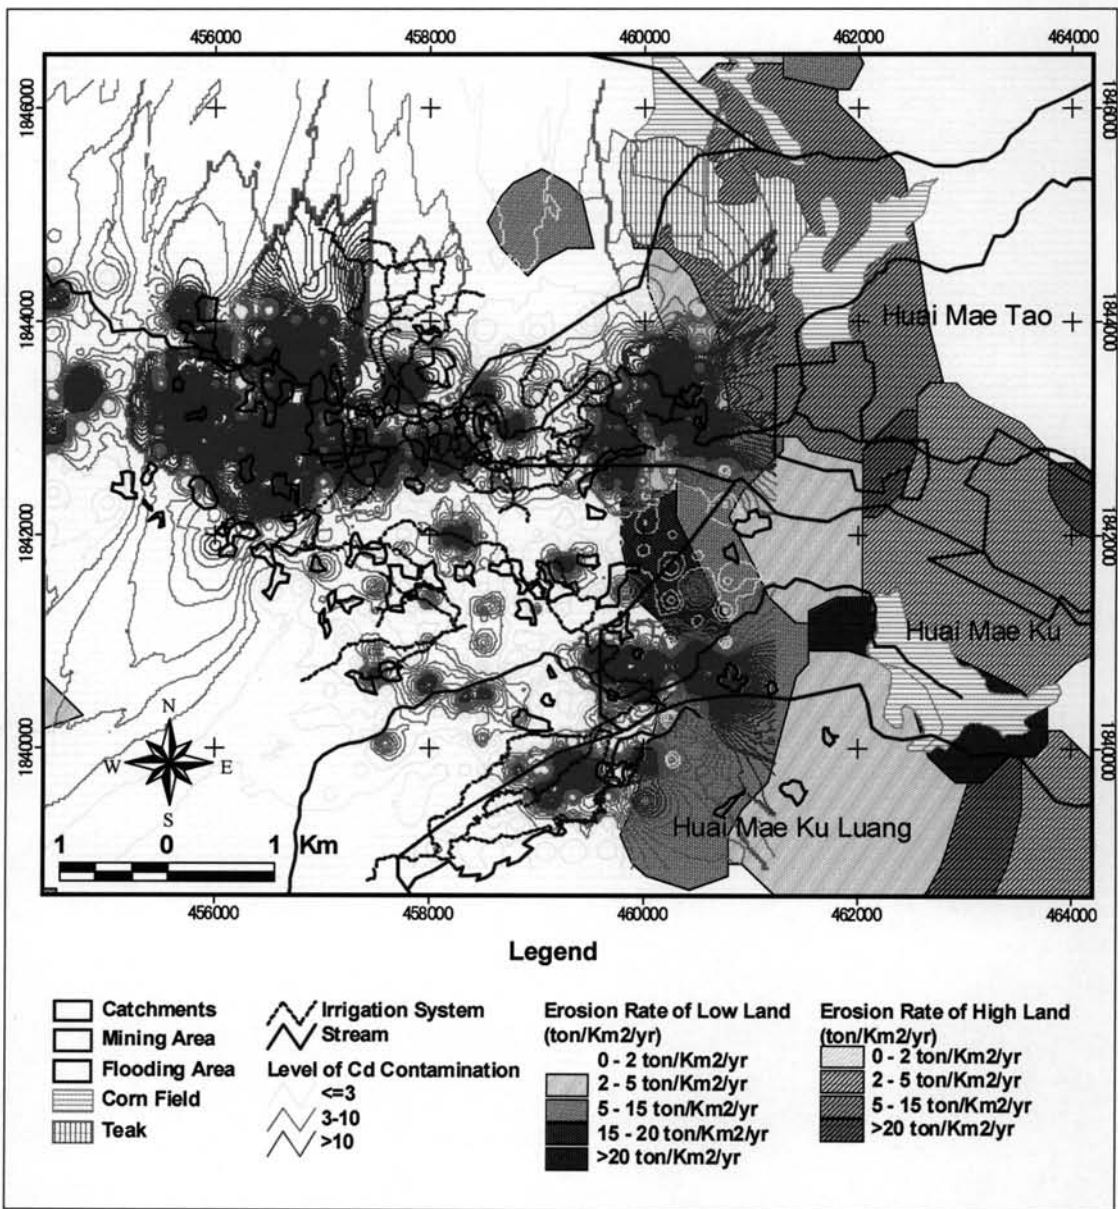 456000 458000 460000 462000 464000
1846000 1846000
1844000 1844000
Huai Mae Tao
1842000 1842000
Huai Mae Ku
1840000 1840000
N
W E
S
Huai Mae Ku Luang
1 0 1 Km
456000 458000 460000 462000 464000
Legend
Catchments
Mining Area
Flooding Area
Corn Field
Teak
Irrigation System
Stream
Level of Cd Contamination
<=3
3-10
>10
Erosion Rate of Low Land
(ton/Km2/yr)
0 - 2 ton/Km2/yr
2 - 5 ton/Km2/yr
5 - 15 ton/Km2/yr
15 - 20 ton/Km2/yr
>20 ton/Km2/yr
Erosion Rate of High Land
(ton/Km2/yr)
0 - 2 ton/Km2/yr
2 - 5 ton/Km2/yr
5 - 15 ton/Km2/yr
>20 ton/Km2/yr